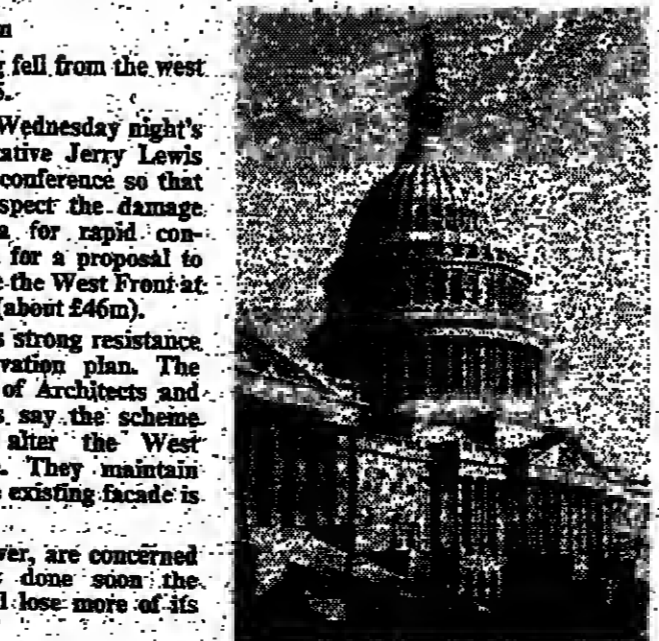 fell from the west
Wednesday night's
ative Jerry Lewis
conference so that
spect the damage
for rapid con-
for a proposal to
the West Front at
(about £46m).
s strong resistance
vation plan. The
of Architects and
s say the scheme
alter the West
They maintain
existing facade is
ver, are concerned
done soon the
l lose more of its